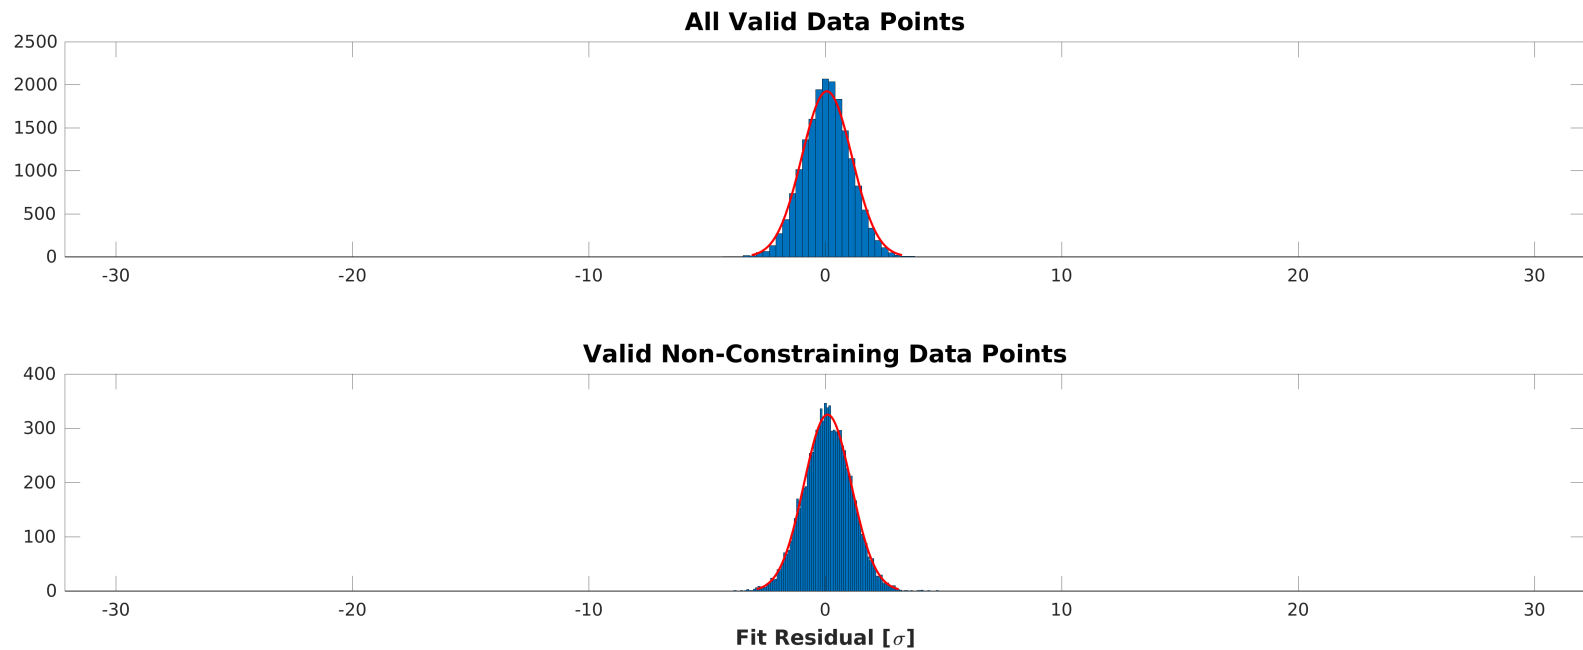 All Valid Data Points
2500
2000
1500
1000
500
0
-30 -20 -10 0 10 20 30
Valid Non-Constraining Data Points
400
300
200
100
0
-30 -20 -10 0 10 20 30
Fit Residual [σ]